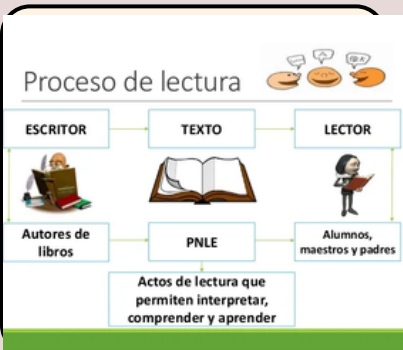 Proceso de lectura
ESCRITOR
TEXTO
LECTOR
Autores de
libros
PNLE
Alumnos,
maestros y padres
Actos de lectura que
permiten interpretar,
comprender y aprender